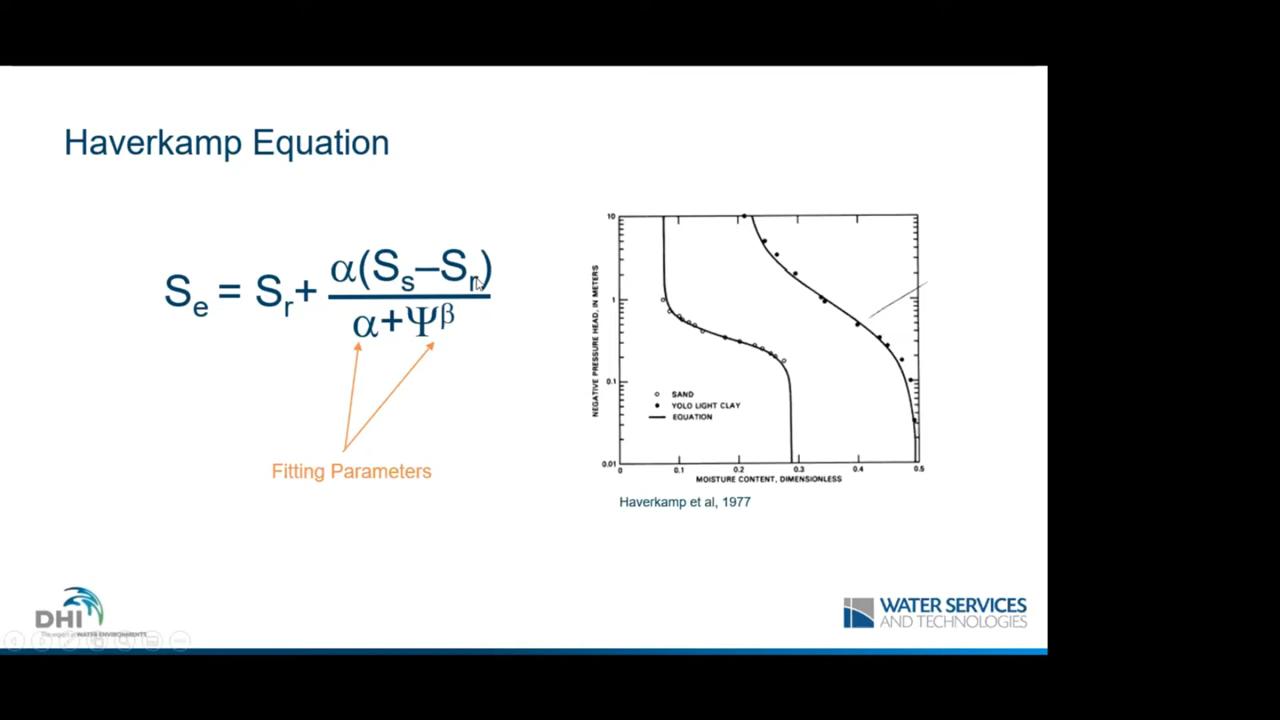 Haverkamp Equation
Se = Sr+ α(Ss–Sr) / α+Ψ^β
Fitting Parameters
NEGATIVE PRESSURE HEAD, IN METERS
10
1
0.1
0.01
0
0.1
0.2
0.3
0.4
0.5
SAND
YOLO LIGHT CLAY
EQUATION
MOISTURE CONTENT, DIMENSIONLESS
Haverkamp et al, 1977
DHI
WATER SERVICES
AND TECHNOLOGIES